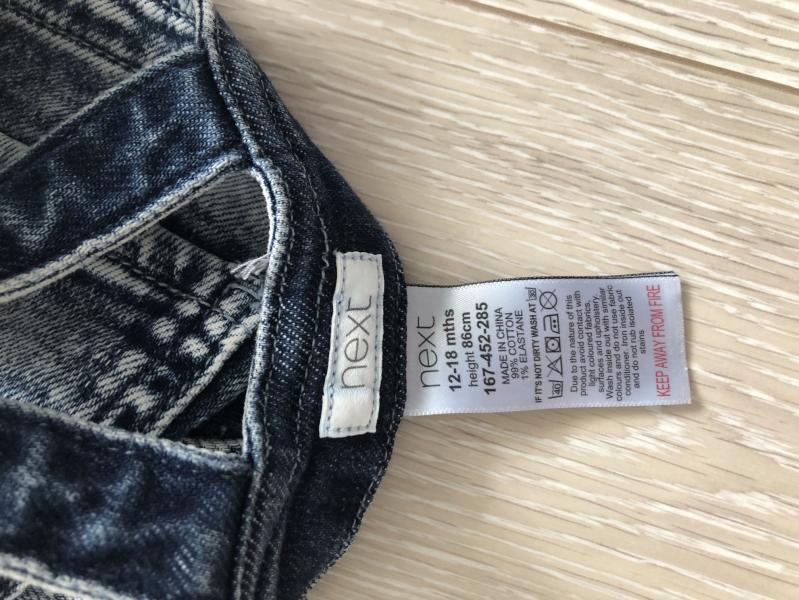 next
next
12-18 mths
height 86cm
167-452-285
MADE IN CHINA
99% COTTON
1% ELASTANE
IF IT'S NOT DIRTY WASH AT 30
40
Due to the nature of this
product avoid contact with
light coloured fabrics,
surfaces and upholstery.
Wash inside out with similar
colours and do not use fabric
conditioner. Iron inside out
and do not rub isolated
stains
KEEP AWAY FROM FIRE